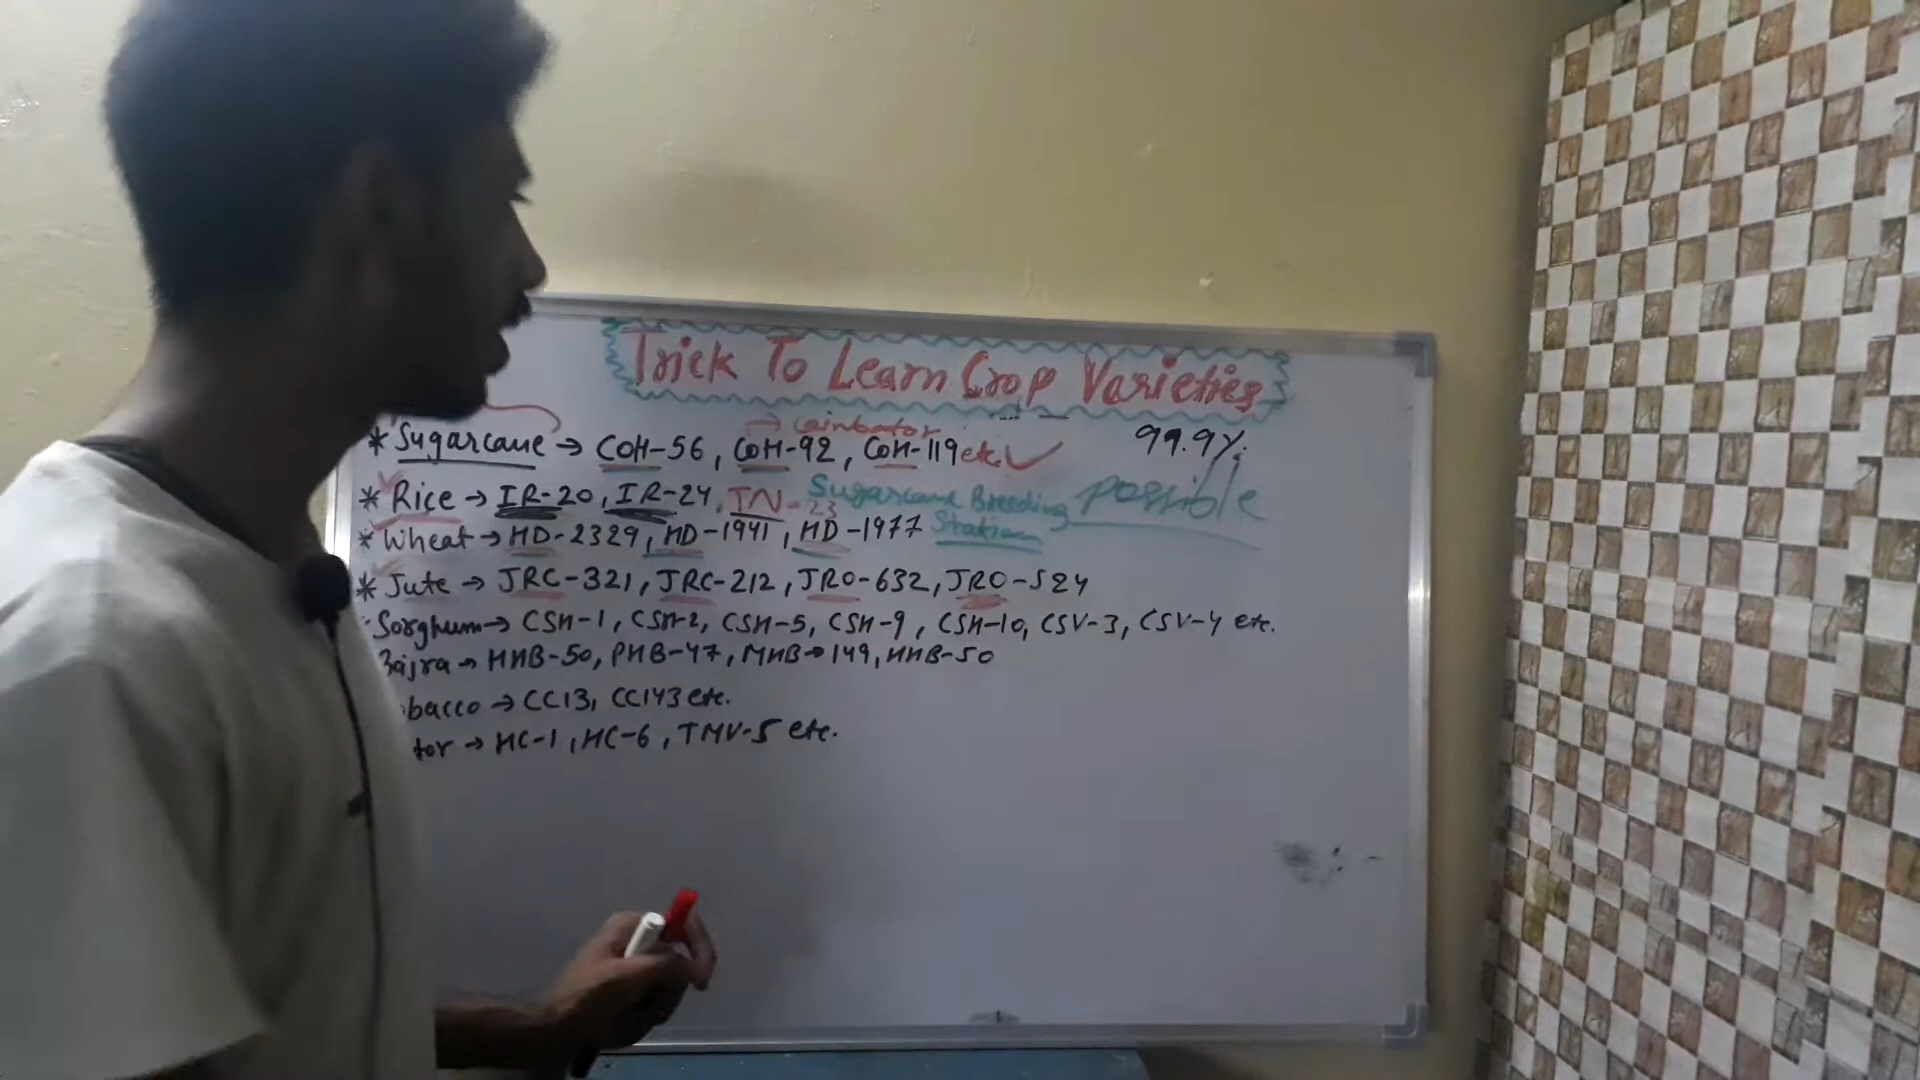 Trick To Learn Crop Varieties
→ Cainbator
* Sugarcane → COH-56, COH-92, COH-119 etc. ✓
99.9%
possible
* Rice → IR-20, IR-24, TN-23
Sugarcane Breeding
Station
* Wheat → HD-2329, HD-1941, HD-1977
* Jute → JRC-321, JRC-212, JRO-632, JRO-524
Sorghum → CSH-1, CSH-2, CSH-5, CSH-9, CSH-10, CSV-3, CSV-4 etc.
Bajra → HHB-50, PHB-47, MHB→149, HHB-50
bacco → CC13, CC143 etc.
tor → HC-1, HC-6, TMV-5 etc.